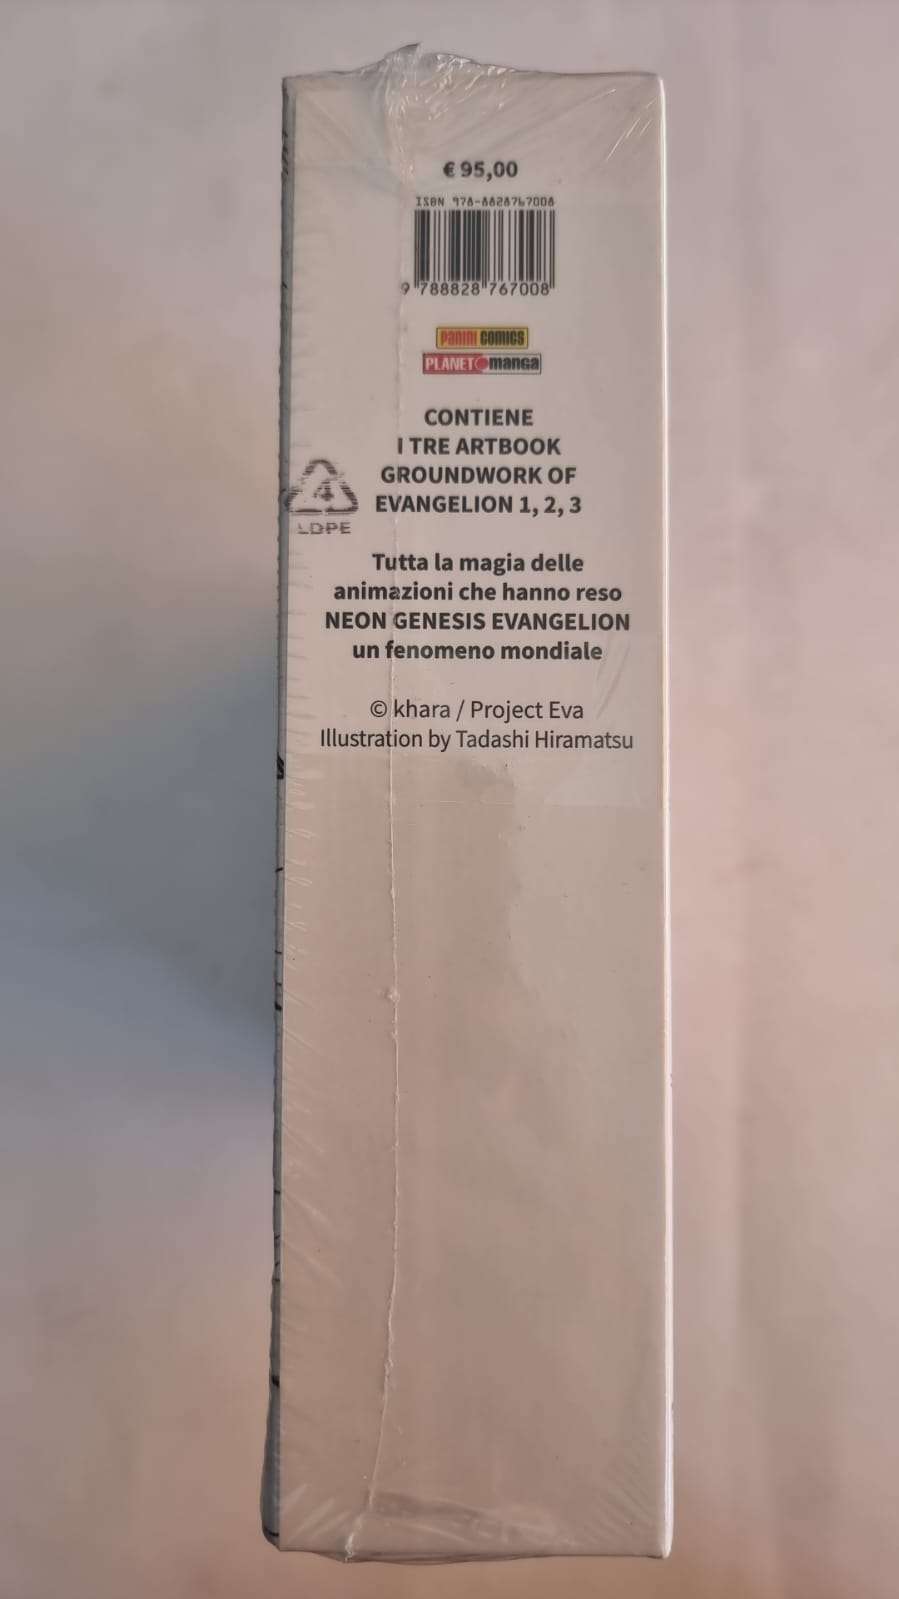 € 95,00
ISBN 978-8828767008
9 788828 767008
PANINI COMICS
PLANET manga
CONTIENE
I TRE ARTBOOK
GROUNDWORK OF
EVANGELION 1, 2, 3
4
LDPE
Tutta la magia delle
animazioni che hanno reso
NEON GENESIS EVANGELION
un fenomeno mondiale
© khara / Project Eva
Illustration by Tadashi Hiramatsu